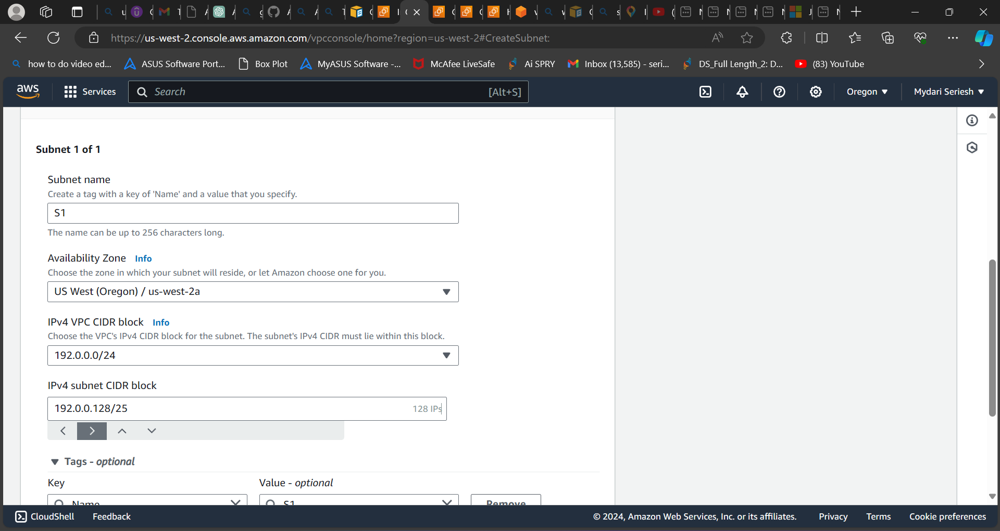 https://us-west-2.console.aws.amazon.com/vpcconsole/home?region=us-west-2#CreateSubnet:
how to do video ed...
ASUS Software Port...
Box Plot
MyASUS Software -...
McAfee LiveSafe
Ai SPRY
Inbox (13,585) - seri...
DS_Full Length_2: D...
(83) YouTube
aws
Services
Search
[Alt+S]
Oregon
Mydari Seriesh
Subnet 1 of 1
Subnet name
Create a tag with a key of 'Name' and a value that you specify.
S1
The name can be up to 256 characters long.
Availability Zone Info
Choose the zone in which your subnet will reside, or let Amazon choose one for you.
US West (Oregon) / us-west-2a
IPv4 VPC CIDR block Info
Choose the VPC's IPv4 CIDR block for the subnet. The subnet's IPv4 CIDR must lie within this block.
192.0.0.0/24
IPv4 subnet CIDR block
192.0.0.128/25
128 IPs
Tags - optional
Key
Value - optional
Name
S1
Remove
CloudShell
Feedback
© 2024, Amazon Web Services, Inc. or its affiliates.
Privacy
Terms
Cookie preferences